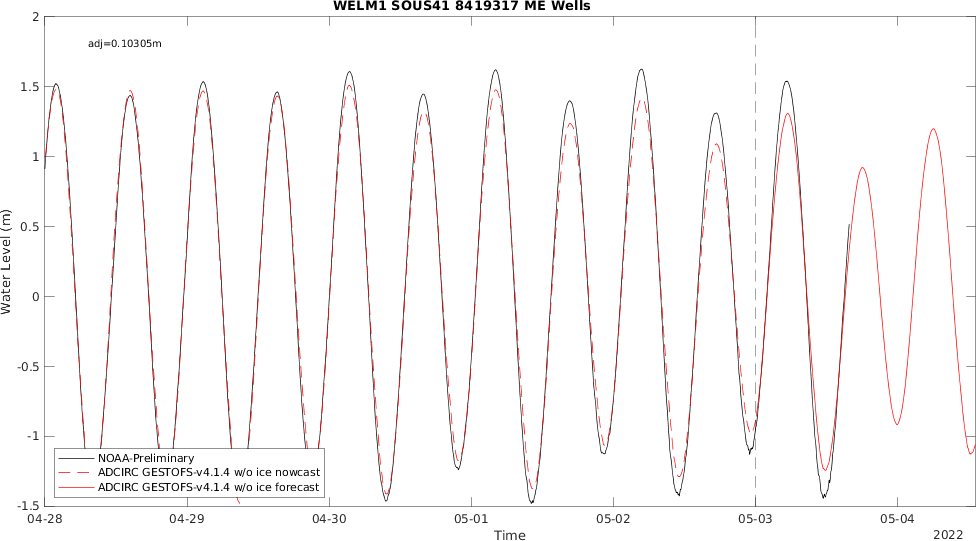 WELM1 SOUS41 8419317 ME Wells
adj=0.10305m
2
1.5
1
0.5
0
-0.5
-1
-1.5
Water Level (m)
NOAA-Preliminary
ADCIRC GESTOFS-v4.1.4 w/o ice nowcast
ADCIRC GESTOFS-v4.1.4 w/o ice forecast
04-28 04-29 04-30 05-01 05-02 05-03 05-04
Time
2022